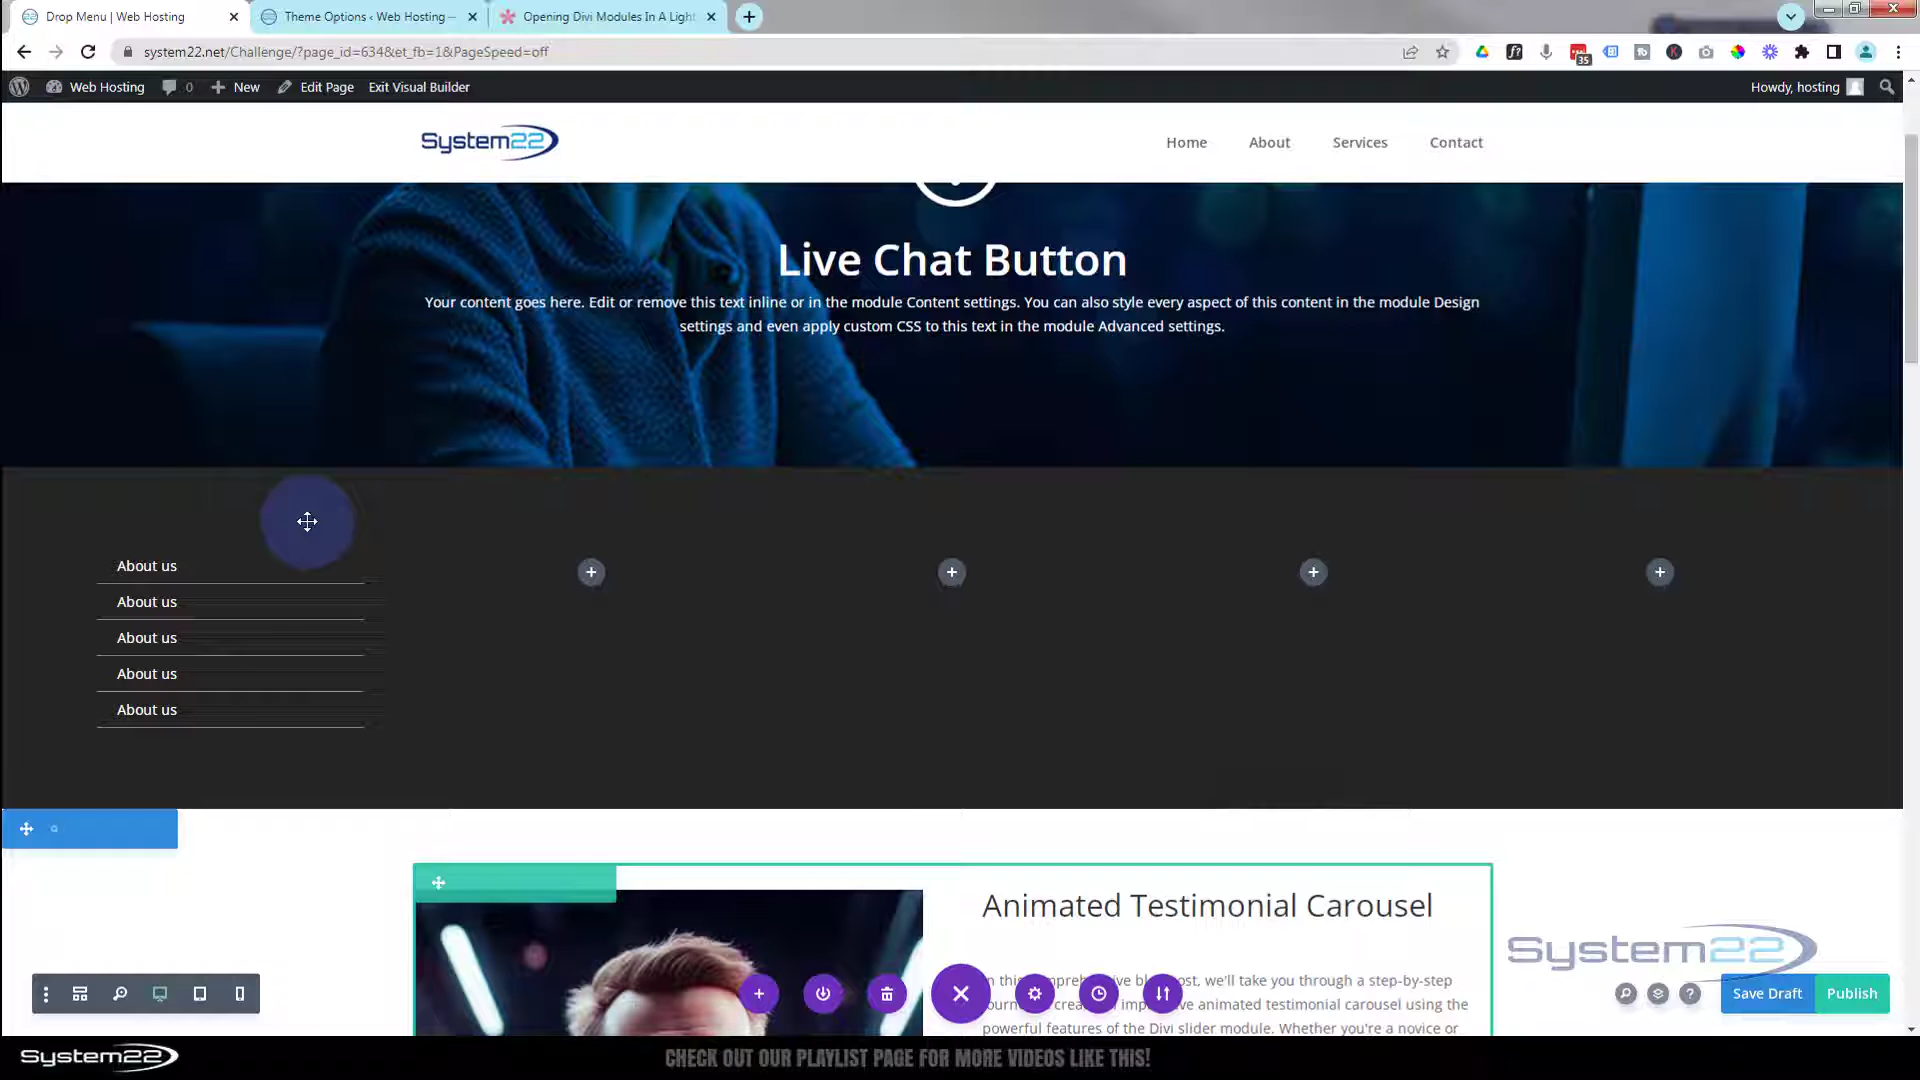 Drop Menu | Web Hosting
Theme Options ‹ Web Hosting —
Opening Divi Modules In A Light
system22.net/Challenge/?page_id=634&et_fb=1&PageSpeed=off
35
Web Hosting
0
New
Edit Page
Exit Visual Builder
Howdy, hosting
System22
Home
About
Services
Contact
Live Chat Button
Your content goes here. Edit or remove this text inline or in the module Content settings. You can also style every aspect of this content in the module Design
settings and even apply custom CSS to this text in the module Advanced settings.
About us
About us
About us
About us
About us
Animated Testimonial Carousel
n this
ive blog post, we'll take you through a step-by-step
ive animated testimonial carousel using the
powerful features of the Divi slider module. Whether you're a novice or
System22
Save Draft
Publish
System22
CHECK OUT OUR PLAYLIST PAGE FOR MORE VIDEOS LIKE THIS!